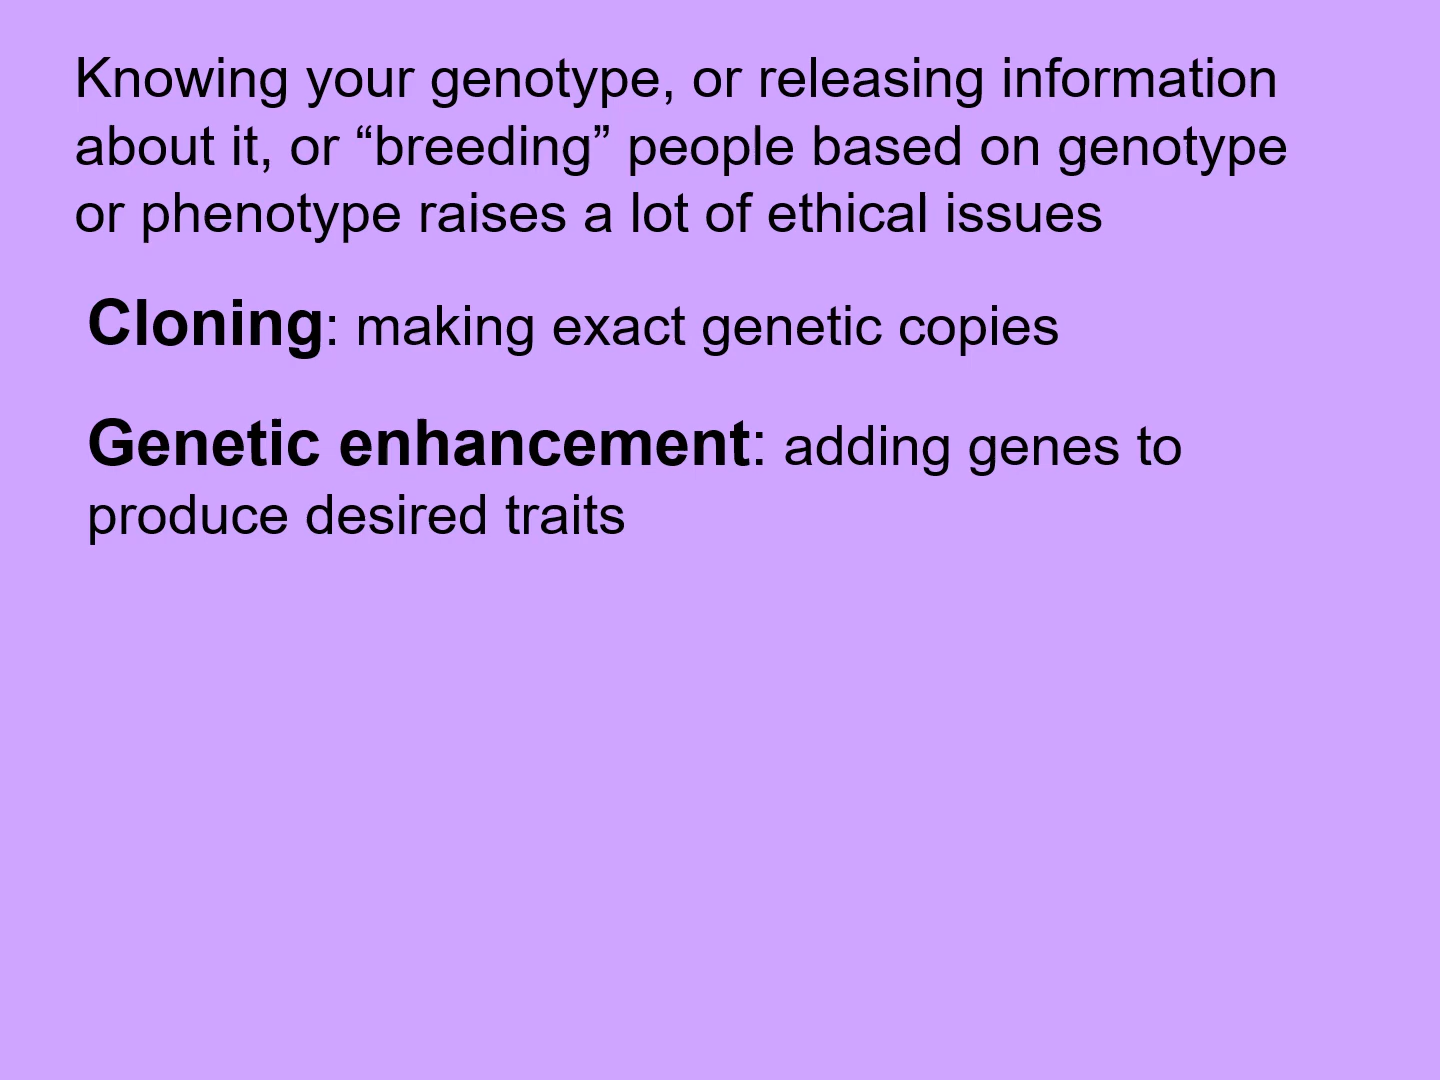 Knowing your genotype, or releasing information
about it, or “breeding” people based on genotype
or phenotype raises a lot of ethical issues
Cloning: making exact genetic copies
Genetic enhancement: adding genes to
produce desired traits